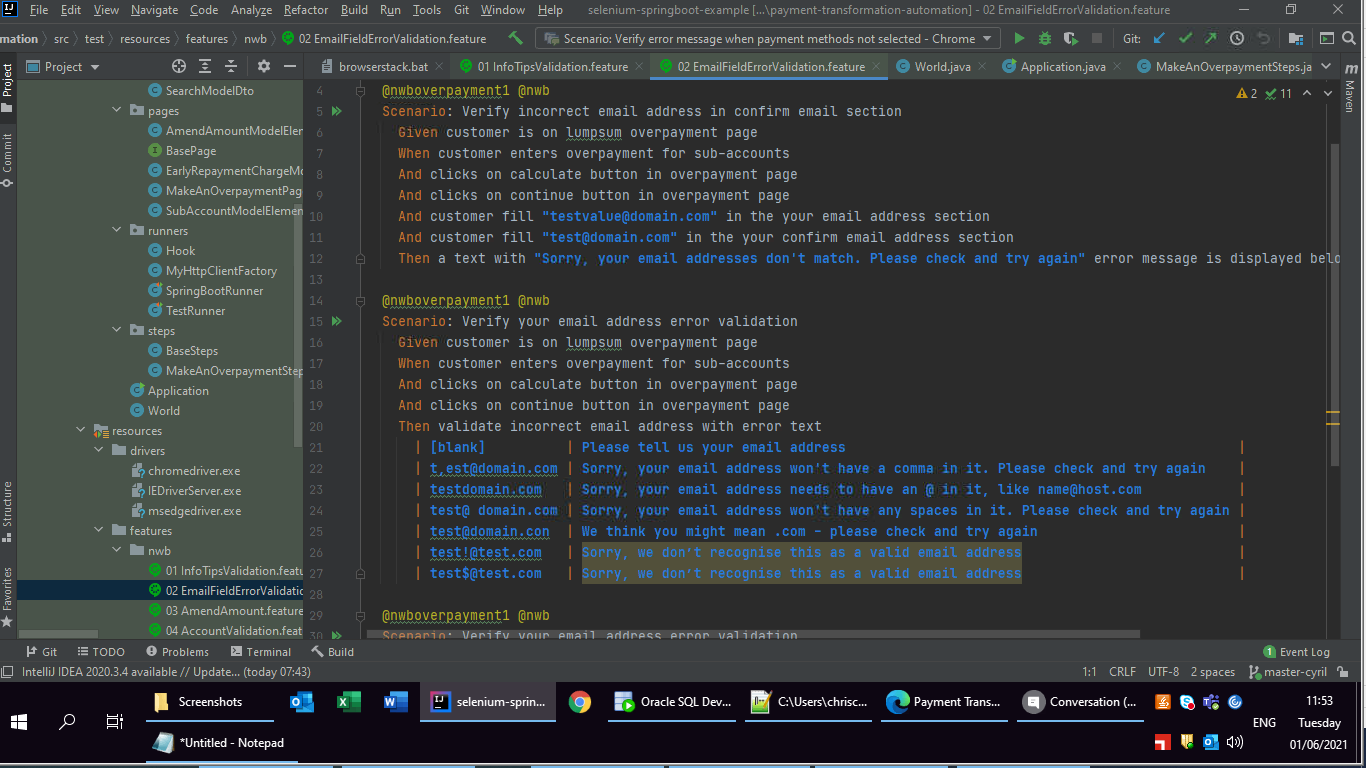 File Edit View Navigate Code Analyze Refactor Build Run Tools Git Window Help selenium-springboot-example [...\payment-transformation-automation] - 02 EmailFieldErrorValidation.feature
mation src test resources features nwb 02 EmailFieldErrorValidation.feature Scenario: Verify error message when payment methods not selected - Chrome Git:
Project browserstack.bat 01 InfoTipsValidation.feature 02 EmailFieldErrorValidation.feature World.java Application.java MakeAnOverpaymentSteps.ja
Project
Commit
Structure
Favorites
Maven
SearchModelDto
pages
AmendAmountModelElen
BasePage
EarlyRepaymentChargeMo
MakeAnOverpaymentPag
SubAccountModelElemen
runners
Hook
MyHttpClientFactory
SpringBootRunner
TestRunner
steps
BaseSteps
MakeAnOverpaymentStep
Application
World
resources
drivers
chromedriver.exe
IEDriverServer.exe
msedgedriver.exe
features
nwb
01 InfoTipsValidation.featu
02 EmailFieldErrorValidatic
03 AmendAmount.feature
04 AccountValidation.feat
2 11
4 @nwboverpayment1 @nwb
5 Scenario: Verify incorrect email address in confirm email section
6 Given customer is on lumpsum overpayment page
7 When customer enters overpayment for sub-accounts
8 And clicks on calculate button in overpayment page
9 And clicks on continue button in overpayment page
10 And customer fill "testvalue@domain.com" in the your email address section
11 And customer fill "test@domain.com" in the your confirm email address section
12 Then a text with "Sorry, your email addresses don't match. Please check and try again" error message is displayed belo
13
14 @nwboverpayment1 @nwb
15 Scenario: Verify your email address error validation
16 Given customer is on lumpsum overpayment page
17 When customer enters overpayment for sub-accounts
18 And clicks on calculate button in overpayment page
19 And clicks on continue button in overpayment page
20 Then validate incorrect email address with error text
21 | [blank] | Please tell us your email address |
22 | t,est@domain.com | Sorry, your email address won't have a comma in it. Please check and try again |
23 | testdomain.com | Sorry, your email address needs to have an @ in it, like name@host.com |
24 | test@ domain.com | Sorry, your email address won't have any spaces in it. Please check and try again |
25 | test@domain.con | We think you might mean .com – please check and try again |
26 | test!@test.com | Sorry, we don’t recognise this as a valid email address |
27 | test$@test.com | Sorry, we don’t recognise this as a valid email address |
28
29 @nwboverpayment1 @nwb
30 Scenario: Verify your email address error validation
Git TODO Problems Terminal Build 1 Event Log
IntelliJ IDEA 2020.3.4 available // Update... (today 07:43) 1:1 CRLF UTF-8 2 spaces master-cyril
Screenshots selenium-sprin... Oracle SQL Dev... C:\Users\chrisc... Payment Trans... Conversation (...
*Untitled - Notepad
ENG
11:53
Tuesday
01/06/2021